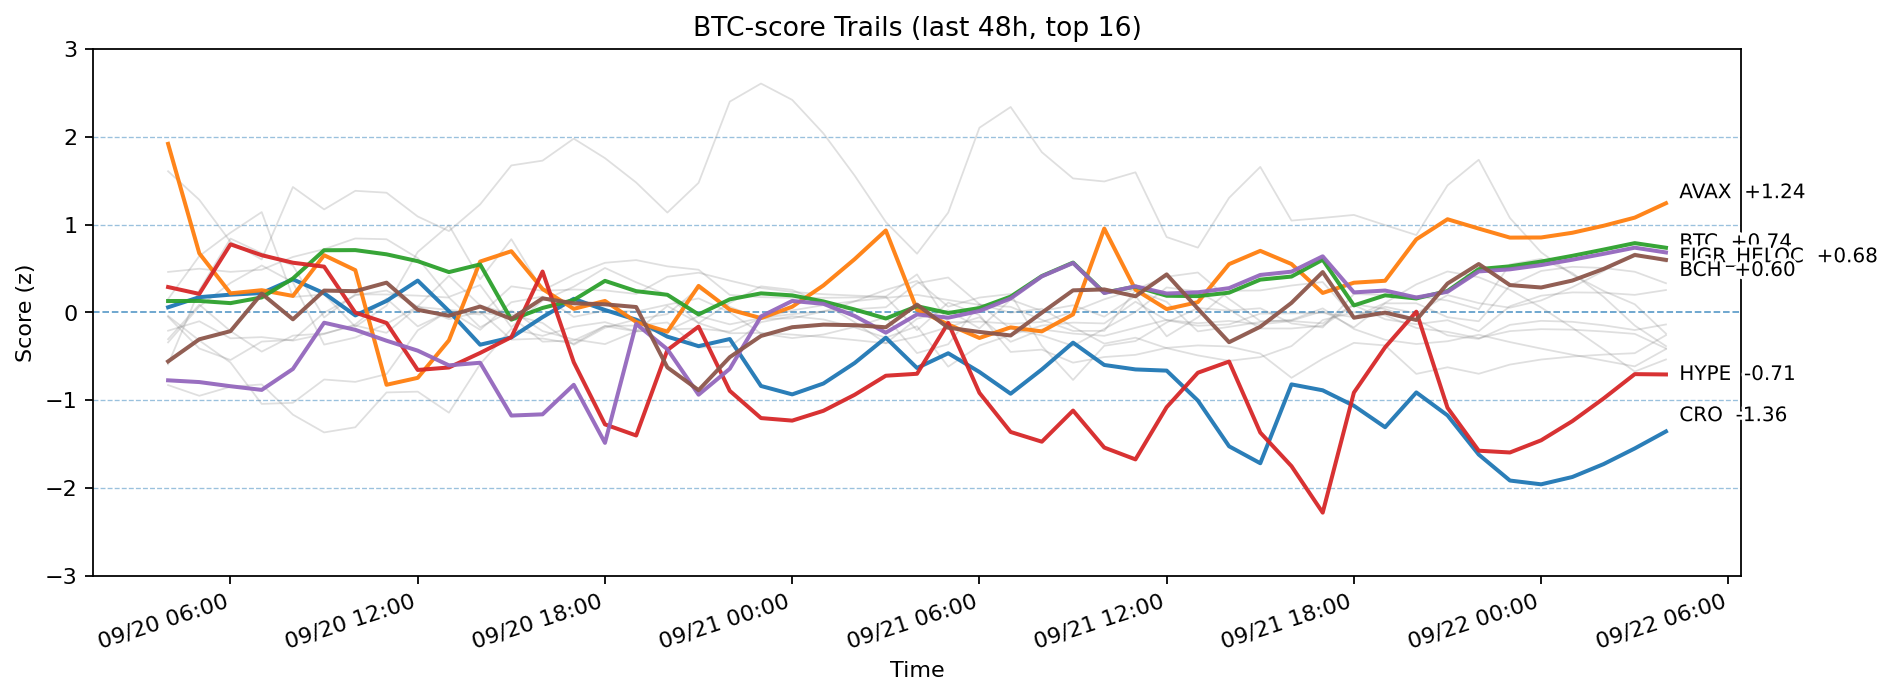 BTC-score Trails (last 48h, top 16)
Score (z)
3
2
1
0
−1
−2
−3
AVAX +1.24
BTC +0.74
FIGR_HELOC +0.68
BCH +0.60
HYPE -0.71
CRO -1.36
09/20 06:00
09/20 12:00
09/20 18:00
09/21 00:00
09/21 06:00
09/21 12:00
09/21 18:00
09/22 00:00
09/22 06:00
Time